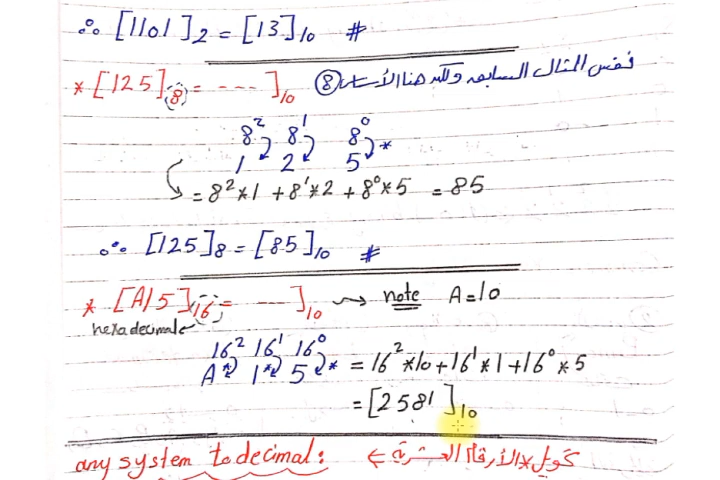 ∴ [1101]₂ = [13]₁₀ #
* [125]₈ = --- ]₁₀ نفس المثال السابق ولكن هنا الأساس 8
8² 8¹ 8⁰
1 2 5 *
= 8²*1 + 8¹*2 + 8⁰*5 = 85
∴ [125]₈ = [85]₁₀ #
* [A15]₁₆ = --- ]₁₀ → note A=10
hexadecimal
16² 16¹ 16⁰
A 1 5 * = 16²*10 + 16¹*1 + 16⁰*5
= [2581]₁₀
any system to decimal: ← الأرقام العشرية